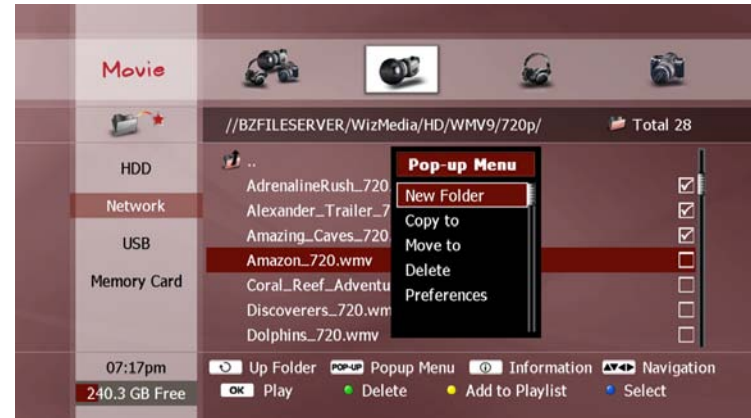 Movie
//BZFILESERVER/WizMedia/HD/WMV9/720p/ Total 28
HDD
Network
USB
Memory Card
..
AdrenalineRush_720
Alexander_Trailer_7
Amazing_Caves_720
Amazon_720.wmv
Coral_Reef_Adventu
Discoverers_720.wm
Dolphins_720.wmv
Pop-up Menu
New Folder
Copy to
Move to
Delete
Preferences
07:17pm
240.3 GB Free
Up Folder POP-UP Popup Menu Information Navigation
OK Play Delete Add to Playlist Select